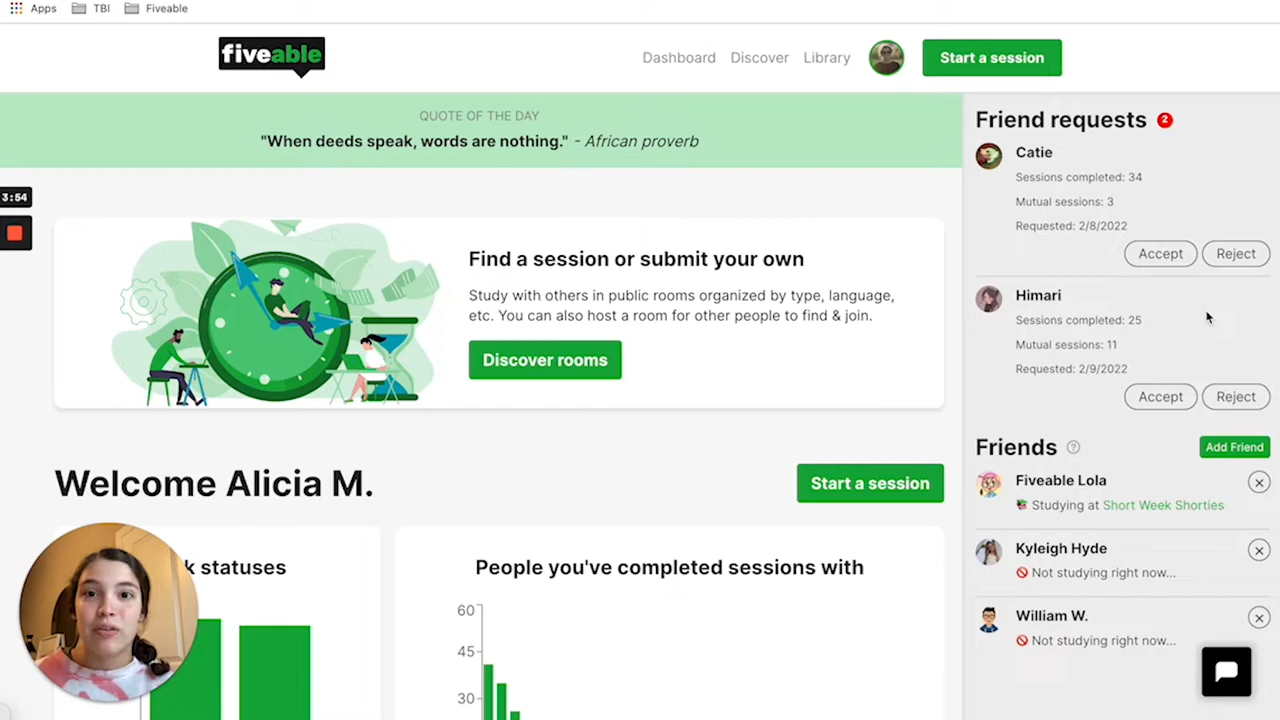 Apps TBI Fiveable
fiveable
Dashboard Discover Library Start a session
QUOTE OF THE DAY
"When deeds speak, words are nothing." - African proverb
3:54
Find a session or submit your own
Study with others in public rooms organized by type, language,
etc. You can also host a room for other people to find & join.
Discover rooms
Welcome Alicia M.
Start a session
k statuses
People you've completed sessions with
60
45
30
Friend requests 2
Catie
Sessions completed: 34
Mutual sessions: 3
Requested: 2/8/2022
Accept Reject
Himari
Sessions completed: 25
Mutual sessions: 11
Requested: 2/9/2022
Accept Reject
Friends ? Add Friend
Fiveable Lola
Studying at Short Week Shorties
Kyleigh Hyde
Not studying right now...
William W.
Not studying right now...